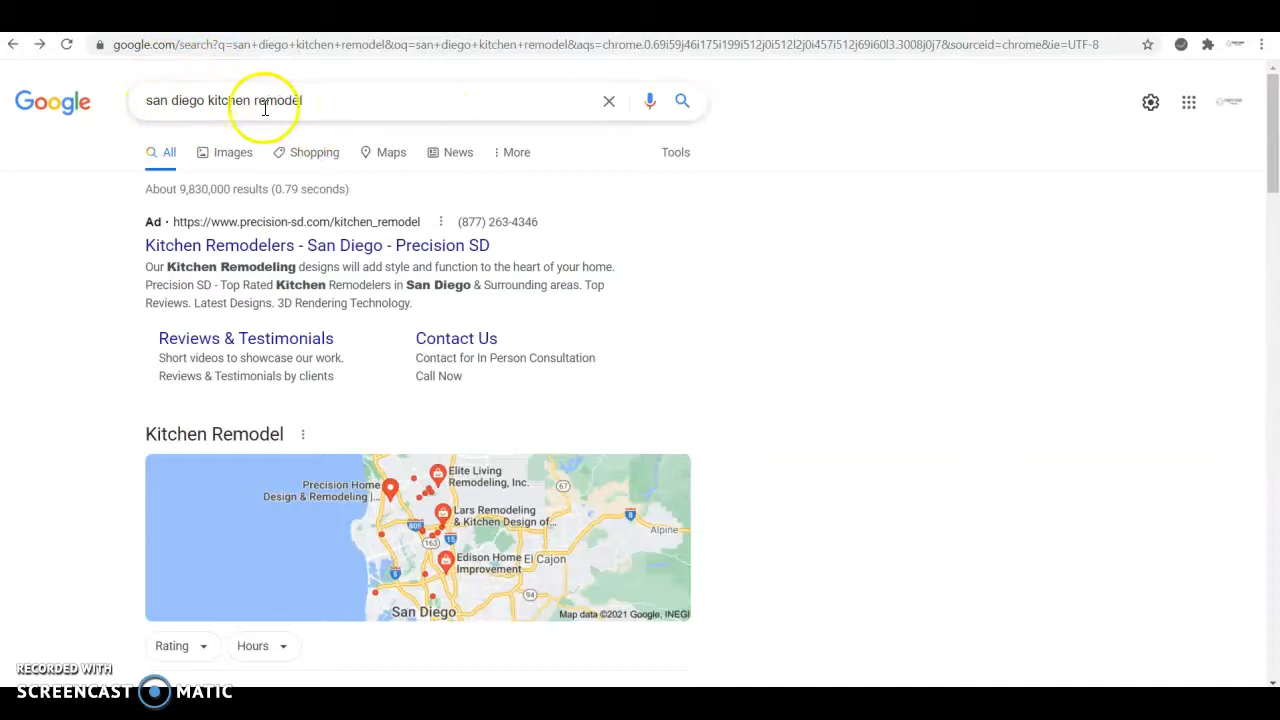 google.com/search?q=san+diego+kitchen+remodel&oq=san+diego+kitchen+remodel&aqs=chrome.0.69i59j46i175i199i512j0i512l2j0i457i512j69i60l3.3008j0j7&sourceid=chrome&ie=UTF-8
Google
san diego kitchen remodel
All Images Shopping Maps News More Tools
About 9,830,000 results (0.79 seconds)
Ad · https://www.precision-sd.com/kitchen_remodel (877) 263-4346
Kitchen Remodelers - San Diego - Precision SD
Our Kitchen Remodeling designs will add style and function to the heart of your home.
Precision SD - Top Rated Kitchen Remodelers in San Diego & Surrounding areas. Top
Reviews. Latest Designs. 3D Rendering Technology.
Reviews & Testimonials
Short videos to showcase our work.
Reviews & Testimonials by clients
Contact Us
Contact for In Person Consultation
Call Now
Kitchen Remodel
Precision Home
Design & Remodeling |...
Elite Living
Remodeling, Inc.
67
Lars Remodeling
& Kitchen Design of...
8
805
15
163
Alpine
Edison Home
Improvement
El Cajon
5
94
San Diego
Map data ©2021 Google, INEGI
Rating Hours
RECORDED WITH
SCREENCAST MATIC